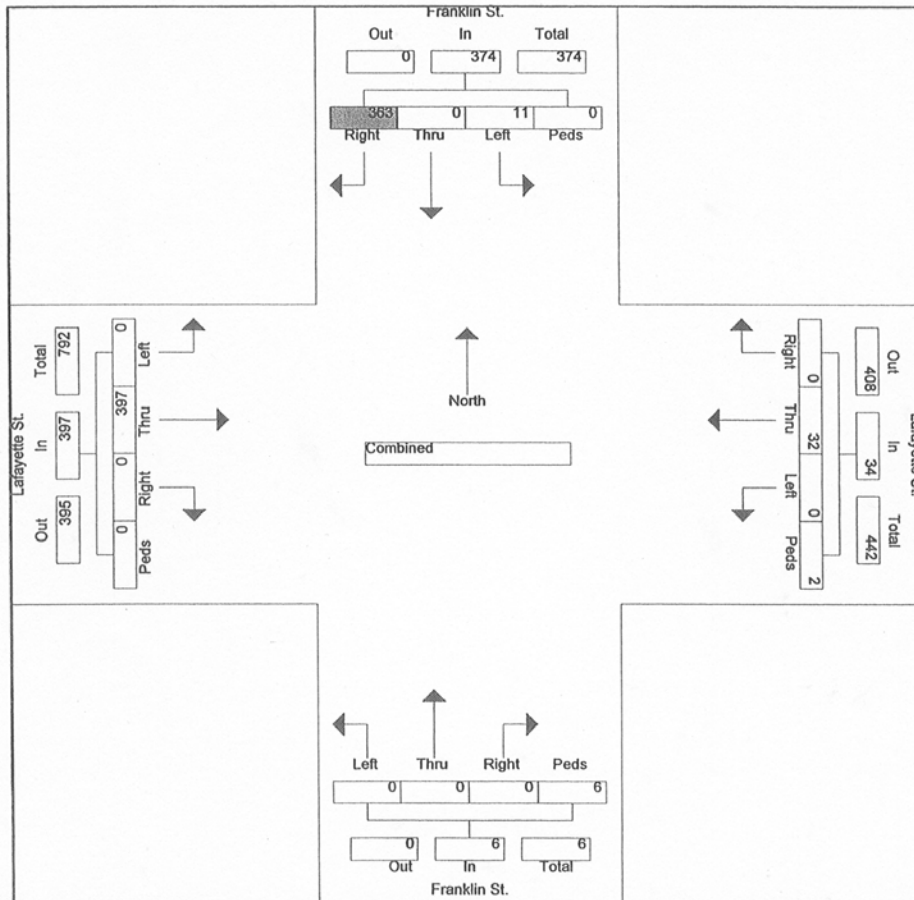 Franklin St.
Out In Total
0 374 374
363 0 11 0
Right Thru Left Peds
Total 792
In 397
Out 395
Lafayette St.
0 397 0 0
Left Thru Right Peds
North
Combined
Right Thru Left Peds
0 32 0 2
Out 408
In 34
Total 442
Left Thru Right Peds
0 0 0 6
0 6 6
Out In Total
Franklin St.